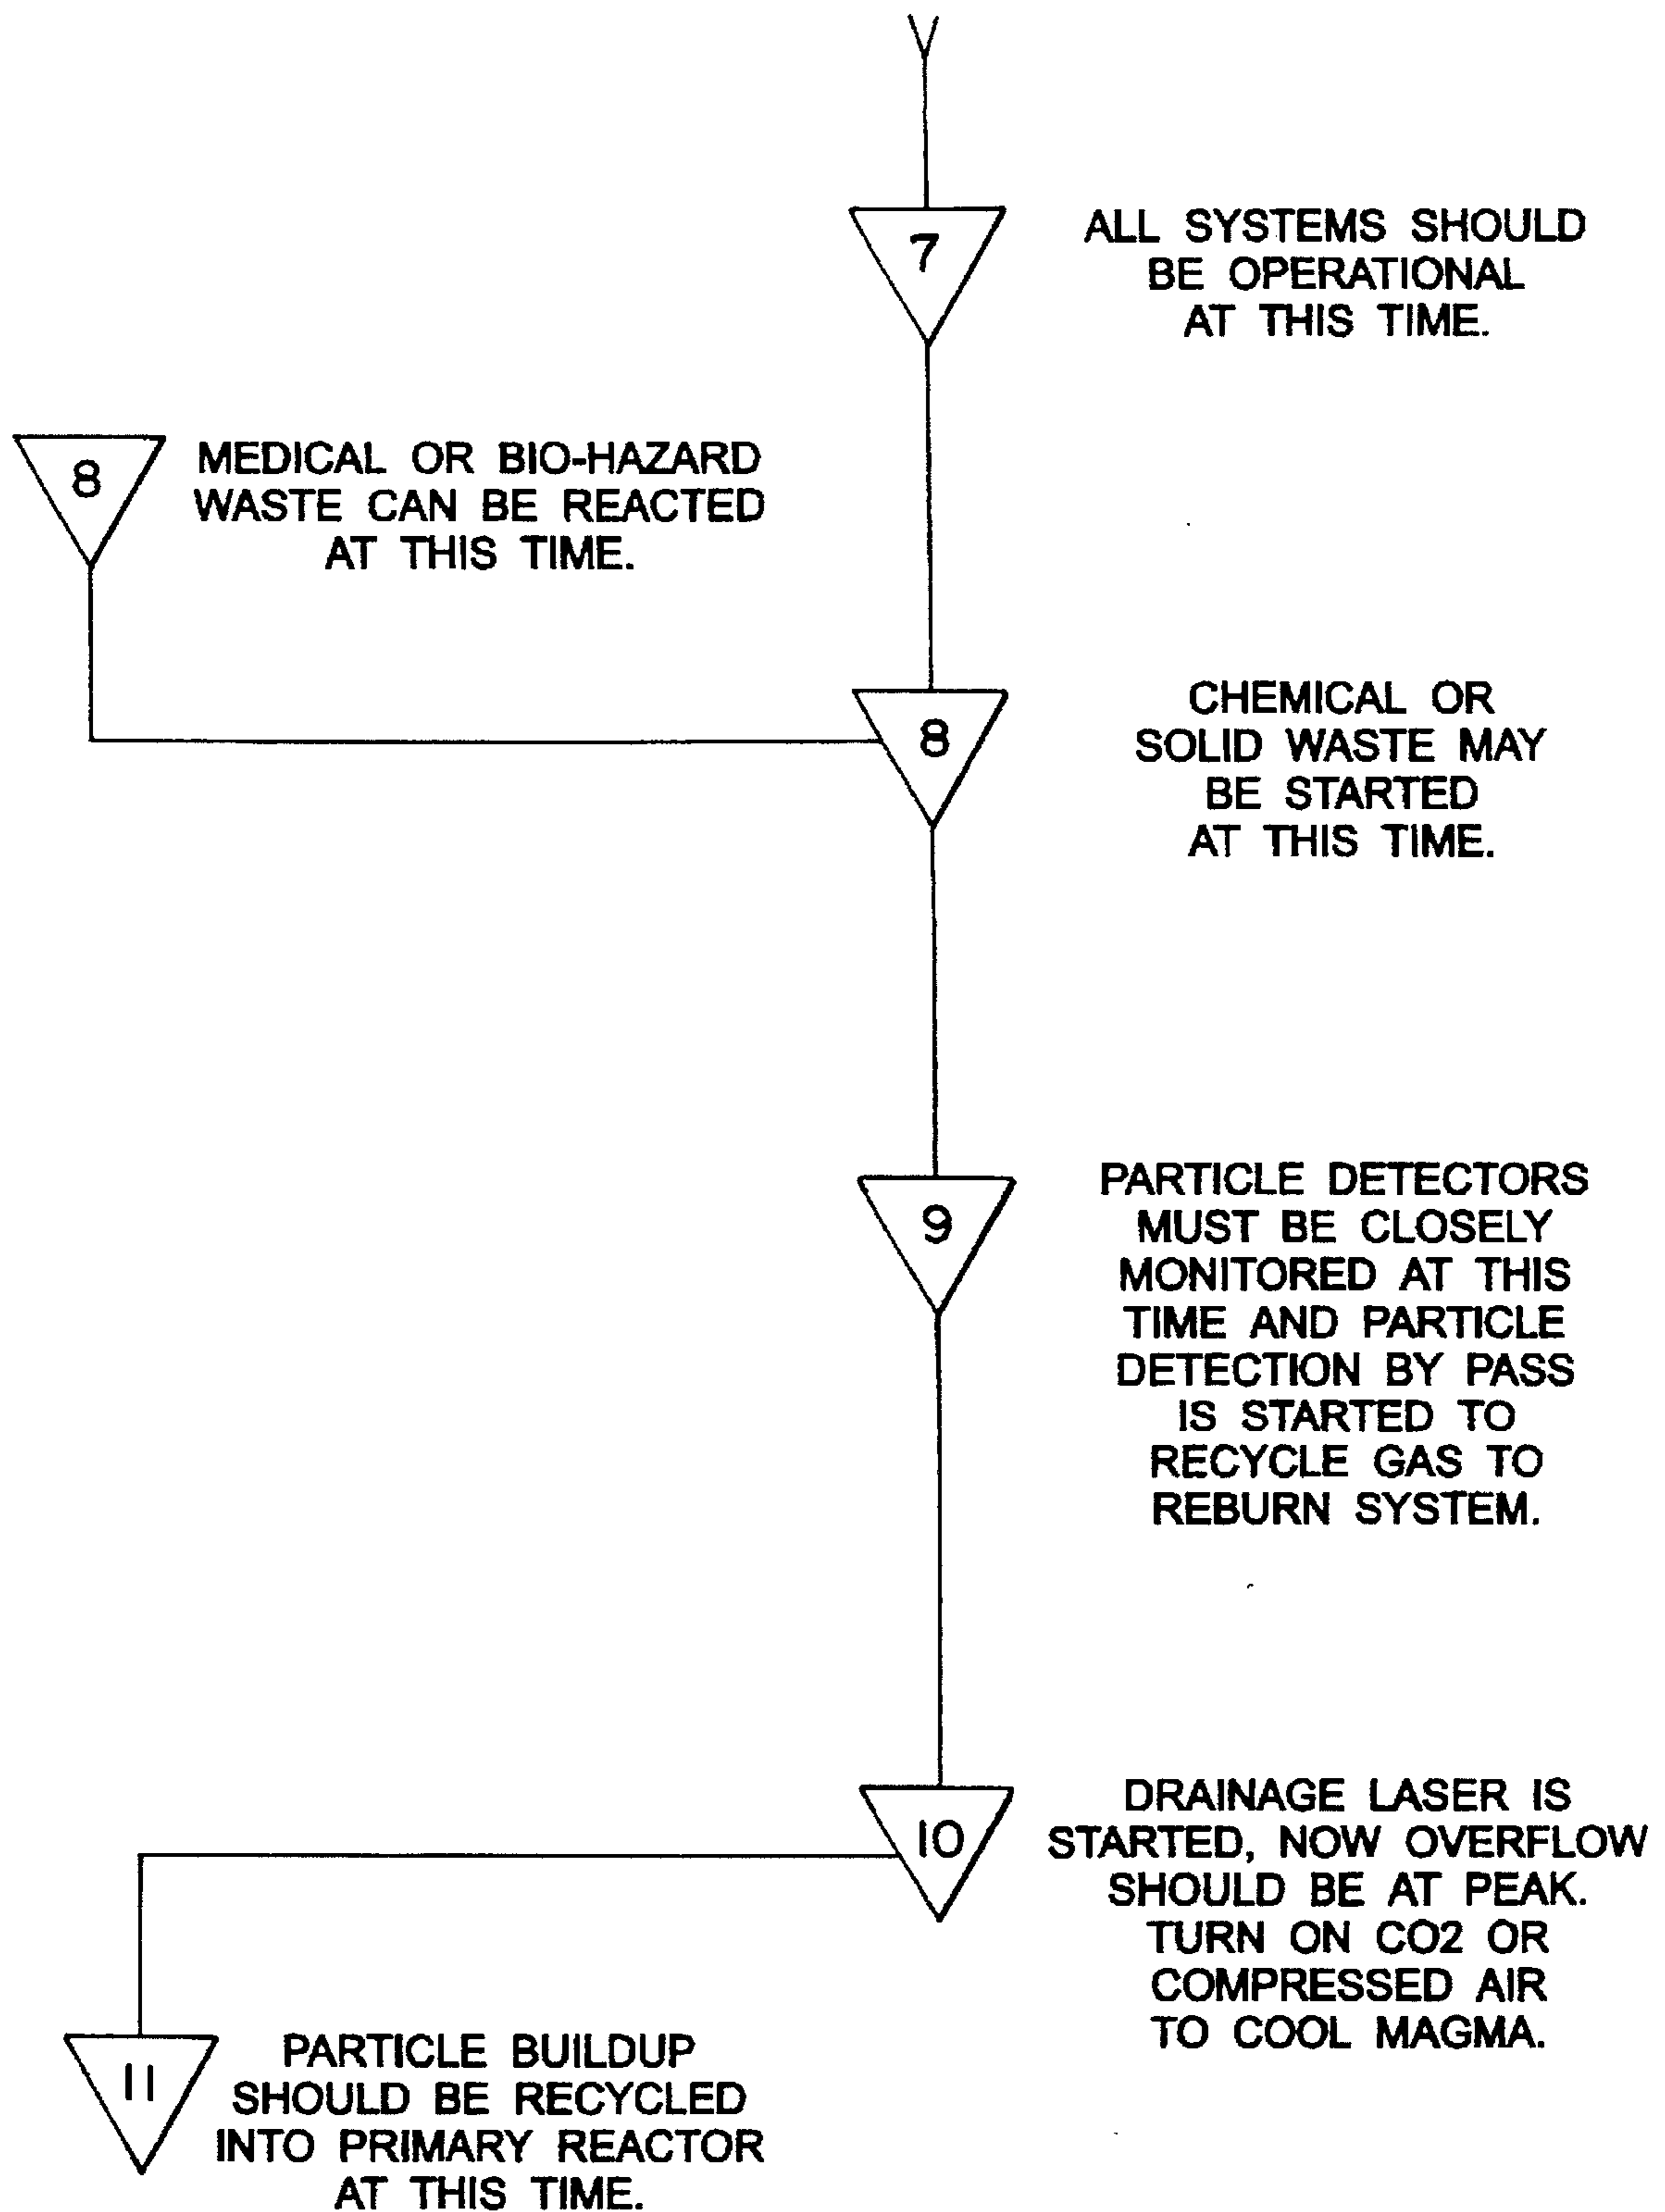 7
ALL SYSTEMS SHOULD
BE OPERATIONAL
AT THIS TIME.
8
MEDICAL OR BIO-HAZARD
WASTE CAN BE REACTED
AT THIS TIME.
8
CHEMICAL OR
SOLID WASTE MAY
BE STARTED
AT THIS TIME.
9
PARTICLE DETECTORS
MUST BE CLOSELY
MONITORED AT THIS
TIME AND PARTICLE
DETECTION BY PASS
IS STARTED TO
RECYCLE GAS TO
REBURN SYSTEM.
10
DRAINAGE LASER IS
STARTED, NOW OVERFLOW
SHOULD BE AT PEAK.
TURN ON CO2 OR
COMPRESSED AIR
TO COOL MAGMA.
11
PARTICLE BUILDUP
SHOULD BE RECYCLED
INTO PRIMARY REACTOR
AT THIS TIME.